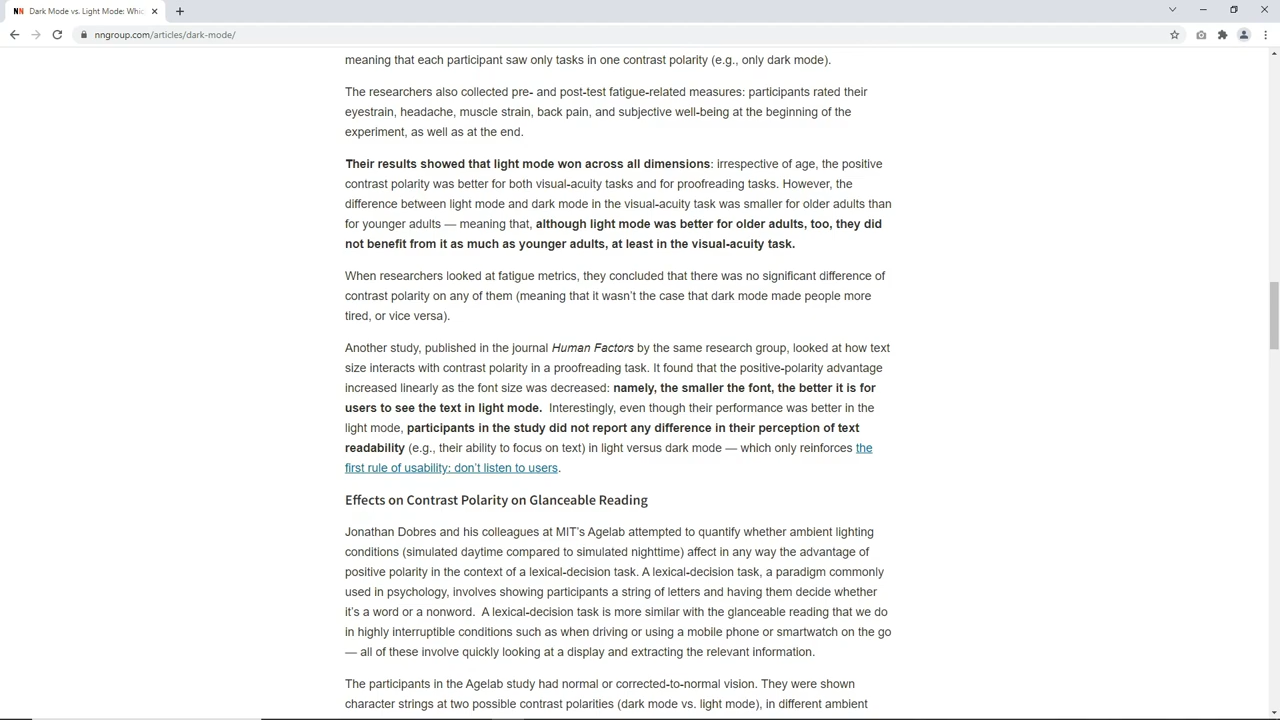 Dark Mode vs. Light Mode: Whic
nngroup.com/articles/dark-mode/
meaning that each participant saw only tasks in one contrast polarity (e.g., only dark mode).
The researchers also collected pre- and post-test fatigue-related measures: participants rated their
eyestrain, headache, muscle strain, back pain, and subjective well-being at the beginning of the
experiment, as well as at the end.
Their results showed that light mode won across all dimensions: irrespective of age, the positive
contrast polarity was better for both visual-acuity tasks and for proofreading tasks. However, the
difference between light mode and dark mode in the visual-acuity task was smaller for older adults than
for younger adults — meaning that, although light mode was better for older adults, too, they did
not benefit from it as much as younger adults, at least in the visual-acuity task.
When researchers looked at fatigue metrics, they concluded that there was no significant difference of
contrast polarity on any of them (meaning that it wasn't the case that dark mode made people more
tired, or vice versa).
Another study, published in the journal Human Factors by the same research group, looked at how text
size interacts with contrast polarity in a proofreading task. It found that the positive-polarity advantage
increased linearly as the font size was decreased: namely, the smaller the font, the better it is for
users to see the text in light mode. Interestingly, even though their performance was better in the
light mode, participants in the study did not report any difference in their perception of text
readability (e.g., their ability to focus on text) in light versus dark mode — which only reinforces the
first rule of usability: don't listen to users.
Effects on Contrast Polarity on Glanceable Reading
Jonathan Dobres and his colleagues at MIT's Agelab attempted to quantify whether ambient lighting
conditions (simulated daytime compared to simulated nighttime) affect in any way the advantage of
positive polarity in the context of a lexical-decision task. A lexical-decision task, a paradigm commonly
used in psychology, involves showing participants a string of letters and having them decide whether
it's a word or a nonword. A lexical-decision task is more similar with the glanceable reading that we do
in highly interruptible conditions such as when driving or using a mobile phone or smartwatch on the go
— all of these involve quickly looking at a display and extracting the relevant information.
The participants in the Agelab study had normal or corrected-to-normal vision. They were shown
character strings at two possible contrast polarities (dark mode vs. light mode), in different ambient